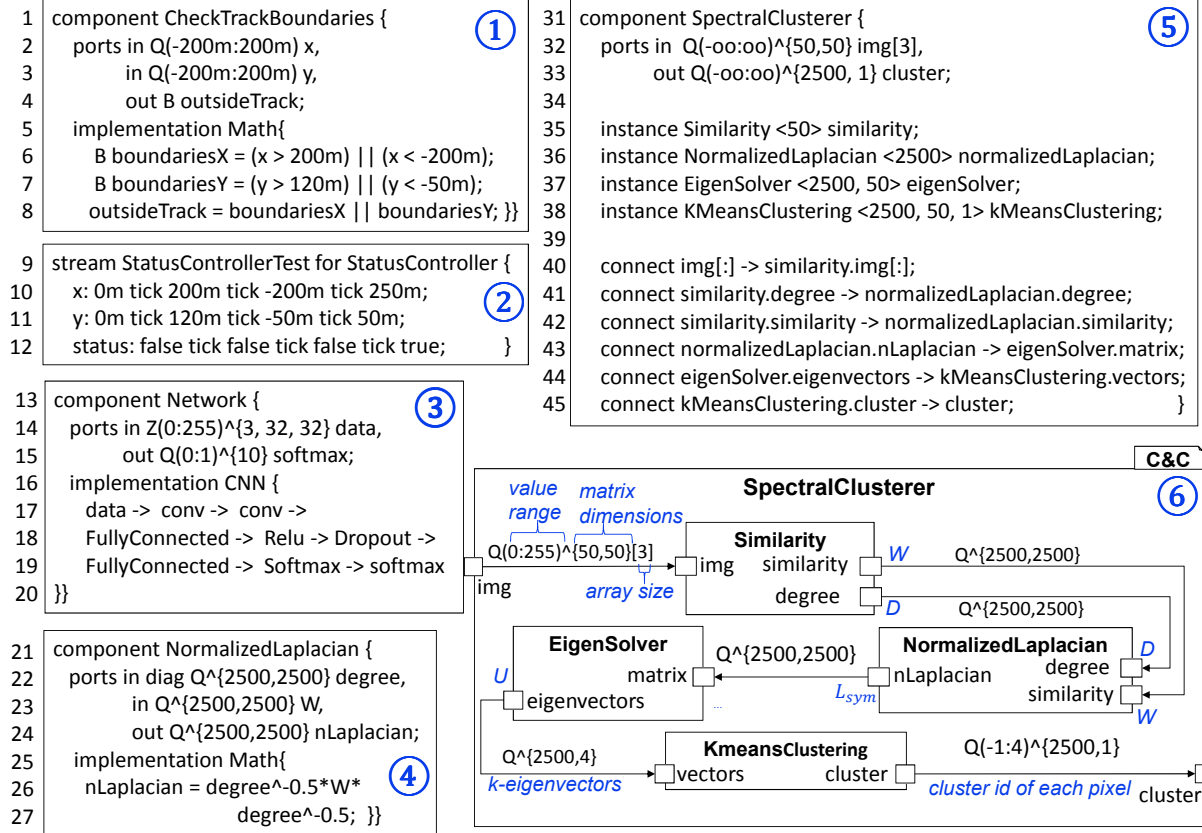 1 component CheckTrackBoundaries {
2 ports in Q(-200m:200m) x,
3 in Q(-200m:200m) y,
4 out B outsideTrack;
5 implementation Math{
6 B boundariesX = (x > 200m) || (x < -200m);
7 B boundariesY = (y > 120m) || (y < -50m);
8 outsideTrack = boundariesX || boundariesY; }}
①
9 stream StatusControllerTest for StatusController {
10 x: 0m tick 200m tick -200m tick 250m;
11 y: 0m tick 120m tick -50m tick 50m;
12 status: false tick false tick false tick true; }
②
13 component Network {
14 ports in Z(0:255)^{3, 32, 32} data,
15 out Q(0:1)^{10} softmax;
16 implementation CNN {
17 data -> conv -> conv ->
18 FullyConnected -> Relu -> Dropout ->
19 FullyConnected -> Softmax -> softmax
20 }}
③
21 component NormalizedLaplacian {
22 ports in diag Q^{2500,2500} degree,
23 in Q^{2500,2500} W,
24 out Q^{2500,2500} nLaplacian;
25 implementation Math{
26 nLaplacian = degree^-0.5*W*
27 degree^-0.5; }}
④
31 component SpectralClusterer {
32 ports in Q(-oo:oo)^{50,50} img[3],
33 out Q(-oo:oo)^{2500, 1} cluster;
34
35 instance Similarity <50> similarity;
36 instance NormalizedLaplacian <2500> normalizedLaplacian;
37 instance EigenSolver <2500, 50> eigenSolver;
38 instance KMeansClustering <2500, 50, 1> kMeansClustering;
39
40 connect img[:] -> similarity.img[:];
41 connect similarity.degree -> normalizedLaplacian.degree;
42 connect similarity.similarity -> normalizedLaplacian.similarity;
43 connect normalizedLaplacian.nLaplacian -> eigenSolver.matrix;
44 connect eigenSolver.eigenvectors -> kMeansClustering.vectors;
45 connect kMeansClustering.cluster -> cluster; }
⑤
C&C
⑥
SpectralClusterer
value range
matrix dimensions
Q(0:255)^{50,50}[3]
array size
img
Similarity
img similarity
degree
W
Q^{2500,2500}
D
Q^{2500,2500}
EigenSolver
matrix
U
eigenvectors
...
Q^{2500,2500}
NormalizedLaplacian
degree
nLaplacian
similarity
D
W
L_sym
Q^{2500,4}
k-eigenvectors
KmeansClustering
vectors cluster
Q(-1:4)^{2500,1}
cluster id of each pixel
cluster